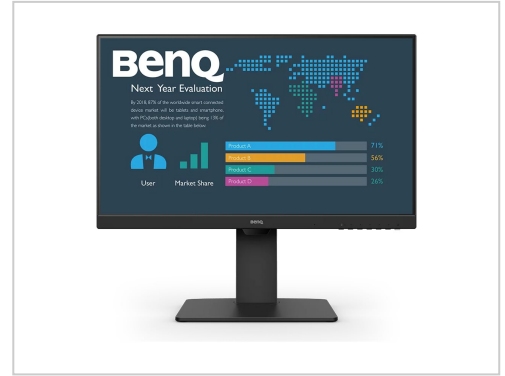 BenQ
Next Year Evaluation
By 2018, 87% of the worldwide smart connected
device market will be tablets and smartphone,
with PCs(both desktop and laptop) being 13% of
the market as shown in the table below.
Product A 71%
Product B 56%
Product C 30%
Product D 26%
User Market Share
BenQ